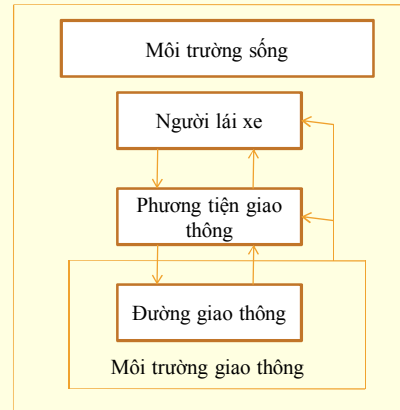 Môi trường sống
Người lái xe
Phương tiện giao
thông
Đường giao thông
Môi trường giao thông